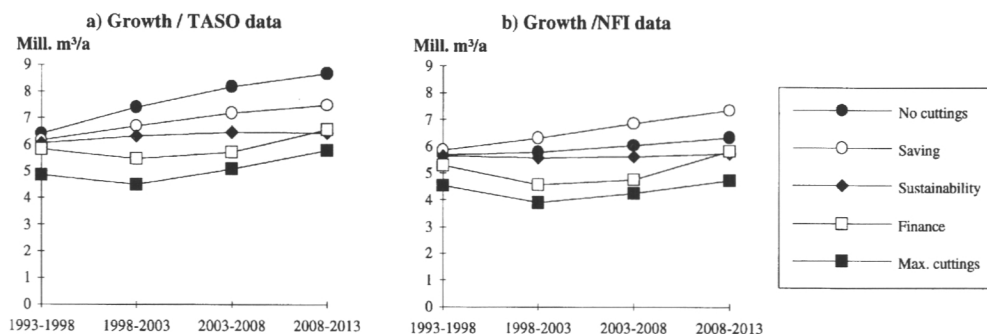 a) Growth / TASO data
Mill. m³/a
9
8
7
6
5
4
3
2
1
0
1993-1998 1998-2003 2003-2008 2008-2013
b) Growth /NFI data
Mill. m³/a
9
8
7
6
5
4
3
2
1
0
1993-1998 1998-2003 2003-2008 2008-2013
No cuttings
Saving
Sustainability
Finance
Max. cuttings